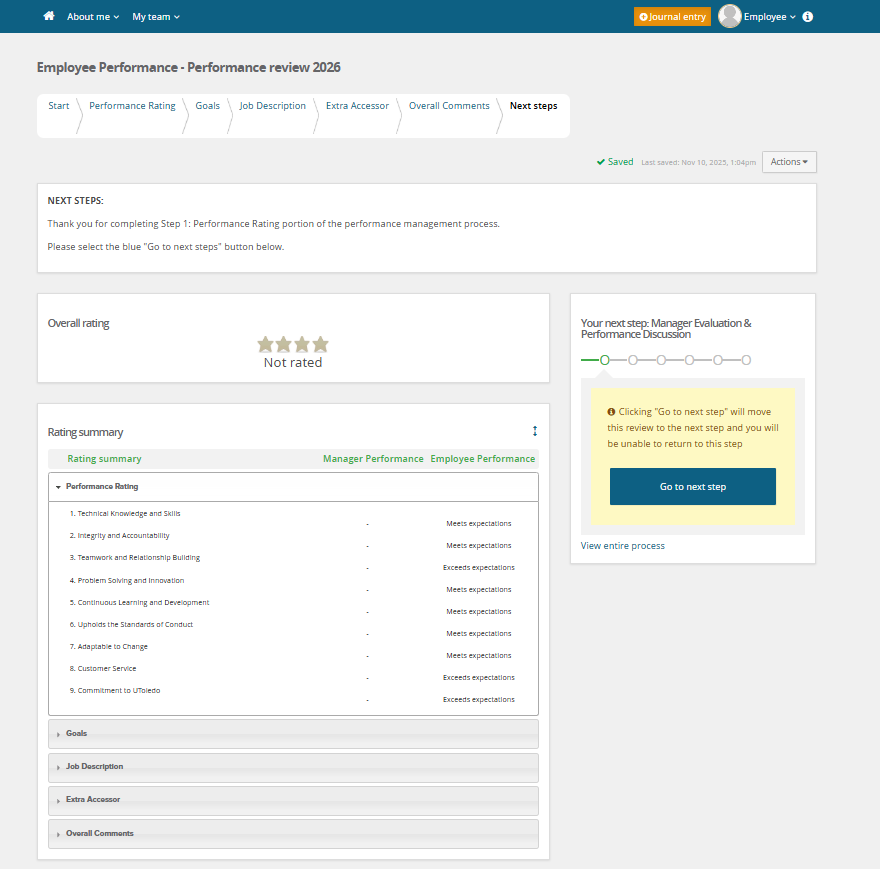 About me My team Journal entry Employee
Employee Performance - Performance review 2026
Start Performance Rating Goals Job Description Extra Accessor Overall Comments Next steps
Saved Last saved: Nov 10, 2025, 1:04pm Actions
NEXT STEPS:
Thank you for completing Step 1: Performance Rating portion of the performance management process.
Please select the blue "Go to next steps" button below.
Overall rating
Not rated
Your next step: Manager Evaluation &
Performance Discussion
Clicking "Go to next step" will move
this review to the next step and you will
be unable to return to this step
Go to next step
View entire process
Rating summary
Rating summary Manager Performance Employee Performance
Performance Rating
1. Technical Knowledge and Skills
- Meets expectations
2. Integrity and Accountability
- Meets expectations
3. Teamwork and Relationship Building
- Exceeds expectations
4. Problem Solving and Innovation
- Meets expectations
5. Continuous Learning and Development
- Meets expectations
6. Upholds the Standards of Conduct
- Meets expectations
7. Adaptable to Change
- Meets expectations
8. Customer Service
- Exceeds expectations
9. Commitment to UToledo
- Exceeds expectations
Goals
Job Description
Extra Accessor
Overall Comments